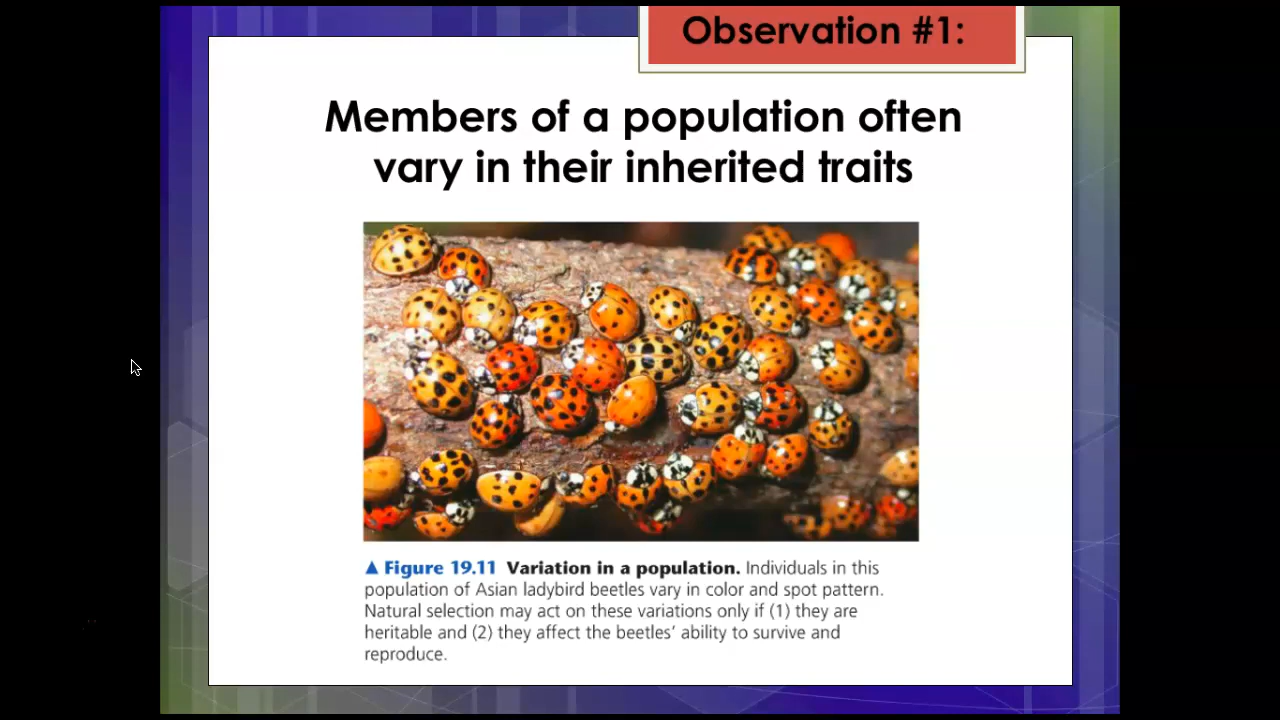 Observation #1:
Members of a population often
vary in their inherited traits
▲ Figure 19.11 Variation in a population. Individuals in this
population of Asian ladybird beetles vary in color and spot pattern.
Natural selection may act on these variations only if (1) they are
heritable and (2) they affect the beetles’ ability to survive and
reproduce.